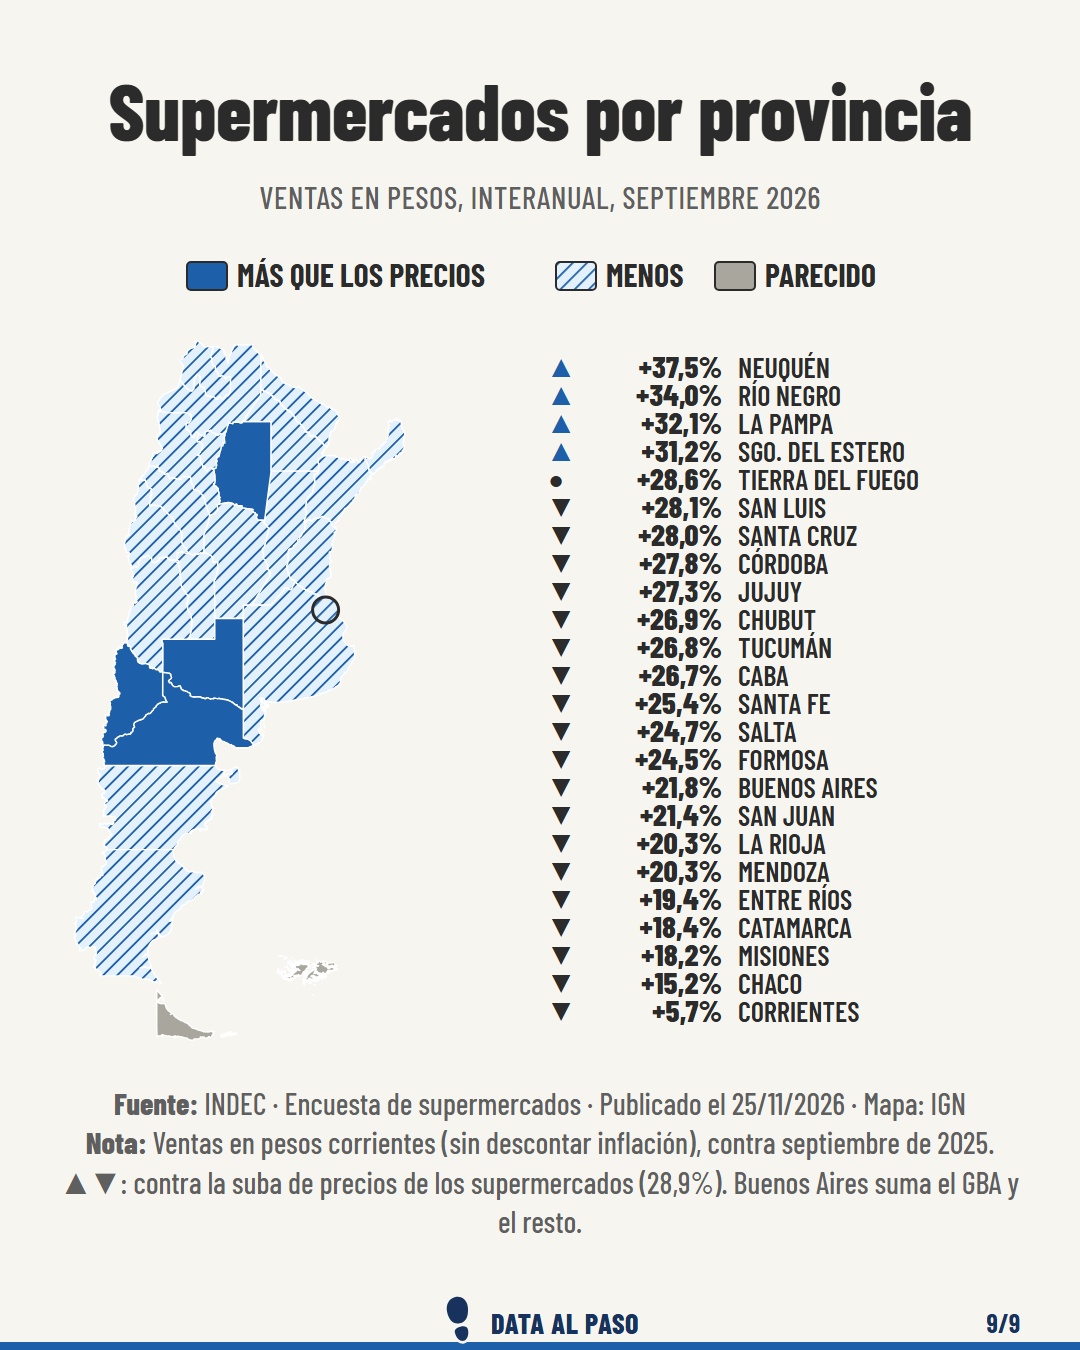 Supermercados por provincia
VENTAS EN PESOS, INTERANUAL, SEPTIEMBRE 2026
MÁS QUE LOS PRECIOS MENOS PARECIDO
▲ +37,5% NEUQUÉN
▲ +34,0% RÍO NEGRO
▲ +32,1% LA PAMPA
▲ +31,2% SGO. DEL ESTERO
● +28,6% TIERRA DEL FUEGO
▼ +28,1% SAN LUIS
▼ +28,0% SANTA CRUZ
▼ +27,8% CÓRDOBA
▼ +27,3% JUJUY
▼ +26,9% CHUBUT
▼ +26,8% TUCUMÁN
▼ +26,7% CABA
▼ +25,4% SANTA FE
▼ +24,7% SALTA
▼ +24,5% FORMOSA
▼ +21,8% BUENOS AIRES
▼ +21,4% SAN JUAN
▼ +20,3% LA RIOJA
▼ +20,3% MENDOZA
▼ +19,4% ENTRE RÍOS
▼ +18,4% CATAMARCA
▼ +18,2% MISIONES
▼ +15,2% CHACO
▼ +5,7% CORRIENTES
Fuente: INDEC · Encuesta de supermercados · Publicado el 25/11/2026 · Mapa: IGN
Nota: Ventas en pesos corrientes (sin descontar inflación), contra septiembre de 2025.
▲▼: contra la suba de precios de los supermercados (28,9%). Buenos Aires suma el GBA y
el resto.
DATA AL PASO 9/9